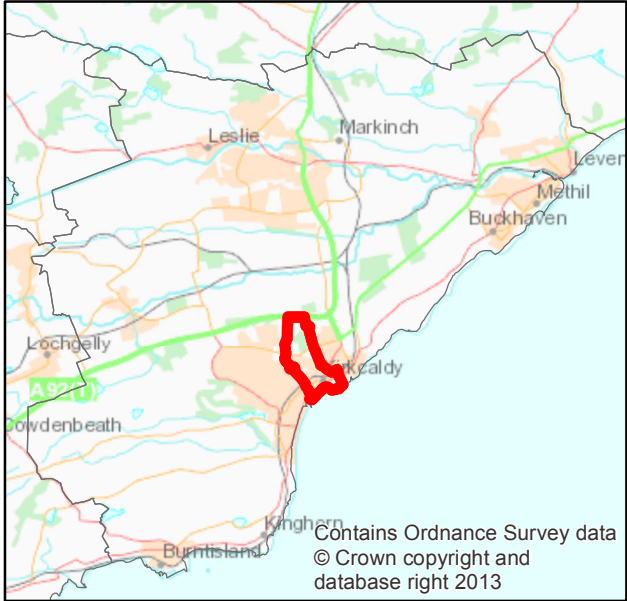 Leslie
Markinch
Leven
Methil
Buckhaven
Lochgelly
Kirkcaldy
A92(T)
Cowdenbeath
Kinghorn
Burntisland
Contains Ordnance Survey data
© Crown copyright and
database right 2013